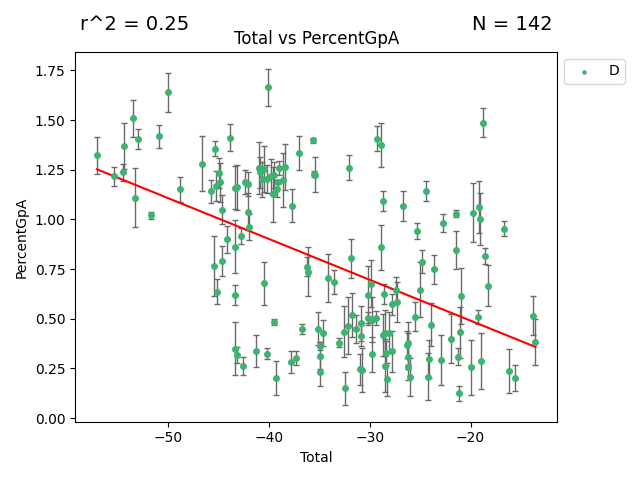 r^2 = 0.25
N = 142
Total vs PercentGpA
D
PercentGpA
1.75
1.50
1.25
1.00
0.75
0.50
0.25
0.00
−50
−40
−30
−20
Total